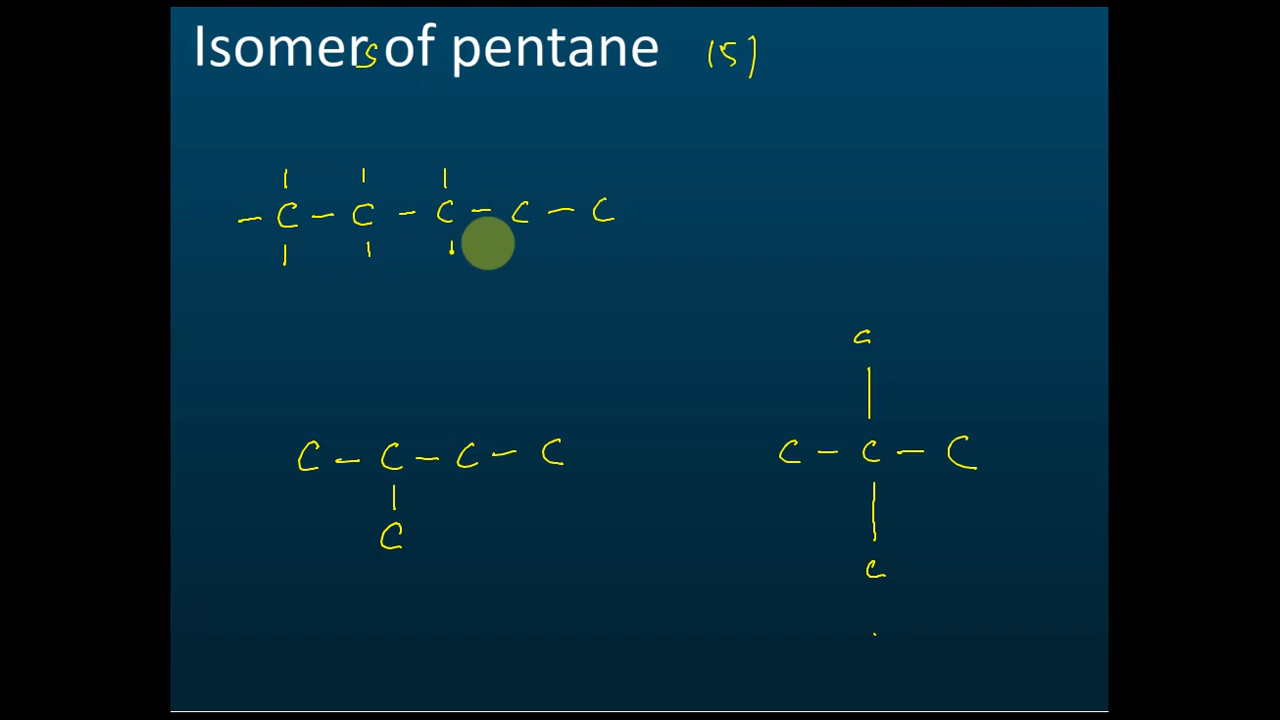 Isomers of pentane (5)
- C - C - C - C - C
C
C - C - C - C
C - C - C
C
C